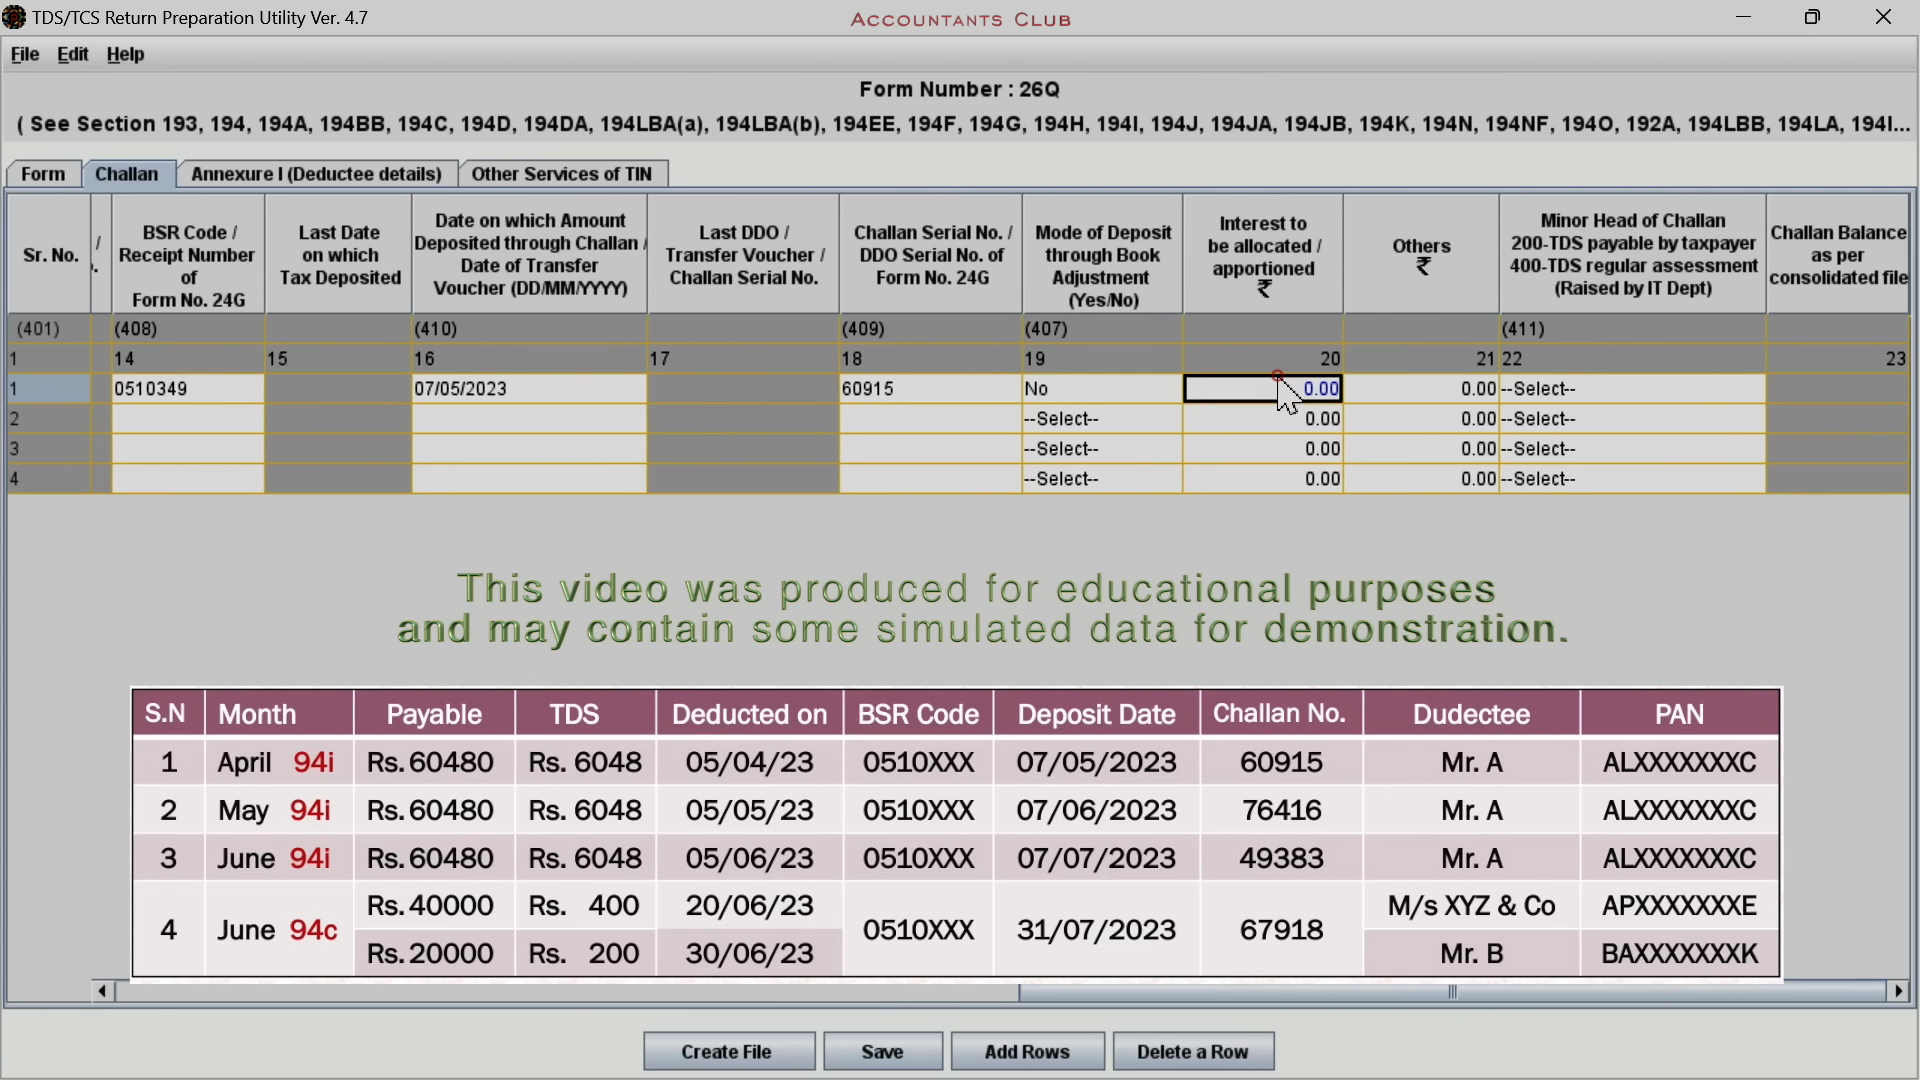 TDS/TCS Return Preparation Utility Ver. 4.7
Accountants Club
File Edit Help
Form Number : 26Q
( See Section 193, 194, 194A, 194BB, 194C, 194D, 194DA, 194LBA(a), 194LBA(b), 194EE, 194F, 194G, 194H, 194I, 194J, 194JA, 194JB, 194K, 194N, 194NF, 194O, 192A, 194LBB, 194LA, 194I...
Form Challan Annexure I (Deductee details) Other Services of TIN
Sr. No.
/
.
BSR Code /
Receipt Number
of
Form No. 24G
Last Date
on which
Tax Deposited
Date on which Amount
Deposited through Challan /
Date of Transfer
Voucher (DD/MM/YYYY)
Last DDO /
Transfer Voucher /
Challan Serial No.
Challan Serial No. /
DDO Serial No. of
Form No. 24G
Mode of Deposit
through Book
Adjustment
(Yes/No)
Interest to
be allocated /
apportioned
₹
Others
₹
Minor Head of Challan
200-TDS payable by taxpayer
400-TDS regular assessment
(Raised by IT Dept)
Challan Balance
as per
consolidated file
(401) (408) (410) (409) (407) (411)
1 14 15 16 17 18 19 20 21 22 23
1 0510349 07/05/2023 60915 No 0.00 0.00 --Select--
2 --Select-- 0.00 0.00 --Select--
3 --Select-- 0.00 0.00 --Select--
4 --Select-- 0.00 0.00 --Select--
This video was produced for educational purposes
and may contain some simulated data for demonstration.
S.N Month Payable TDS Deducted on BSR Code Deposit Date Challan No. Dudectee PAN
1 April 94i Rs. 60480 Rs. 6048 05/04/23 0510XXX 07/05/2023 60915 Mr. A ALXXXXXXXC
2 May 94i Rs. 60480 Rs. 6048 05/05/23 0510XXX 07/06/2023 76416 Mr. A ALXXXXXXXC
3 June 94i Rs. 60480 Rs. 6048 05/06/23 0510XXX 07/07/2023 49383 Mr. A ALXXXXXXXC
4 June 94c Rs. 40000 Rs. 400 20/06/23 0510XXX 31/07/2023 67918 M/s XYZ & Co APXXXXXXXE
Rs. 20000 Rs. 200 30/06/23 Mr. B BAXXXXXXXK
Create File Save Add Rows Delete a Row